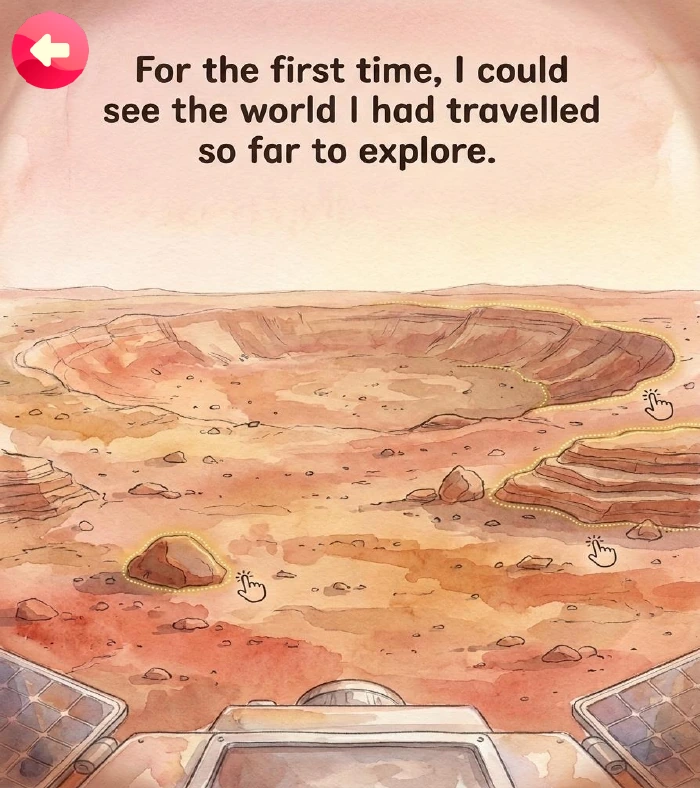 For the first time, I could
see the world I had travelled
so far to explore.